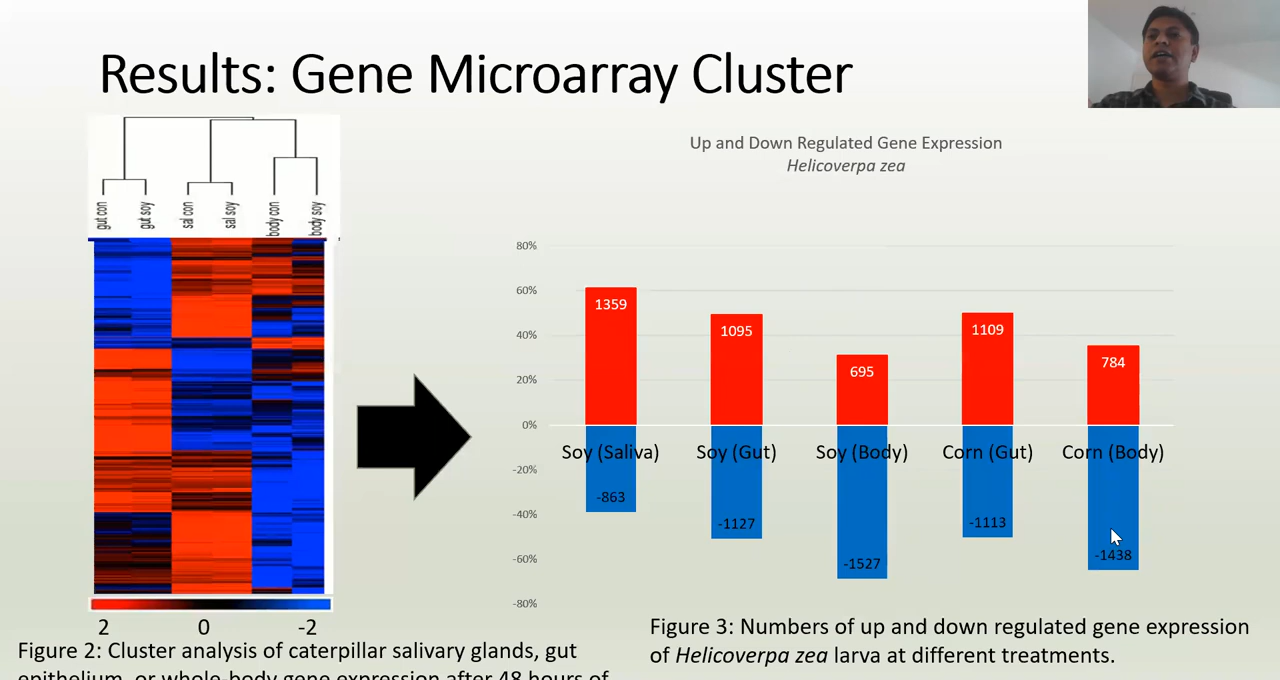 Results: Gene Microarray Cluster
gut con
gut soy
sal con
sal soy
body con
body soy
2
0
-2
Figure 2: Cluster analysis of caterpillar salivary glands, gut
epithelium, or whole-body gene expression after 48 hours of
Up and Down Regulated Gene Expression
Helicoverpa zea
80%
60%
40%
20%
0%
-20%
-40%
-60%
-80%
1359
1095
695
1109
784
Soy (Saliva)
Soy (Gut)
Soy (Body)
Corn (Gut)
Corn (Body)
-863
-1127
-1527
-1113
-1438
Figure 3: Numbers of up and down regulated gene expression
of Helicoverpa zea larva at different treatments.